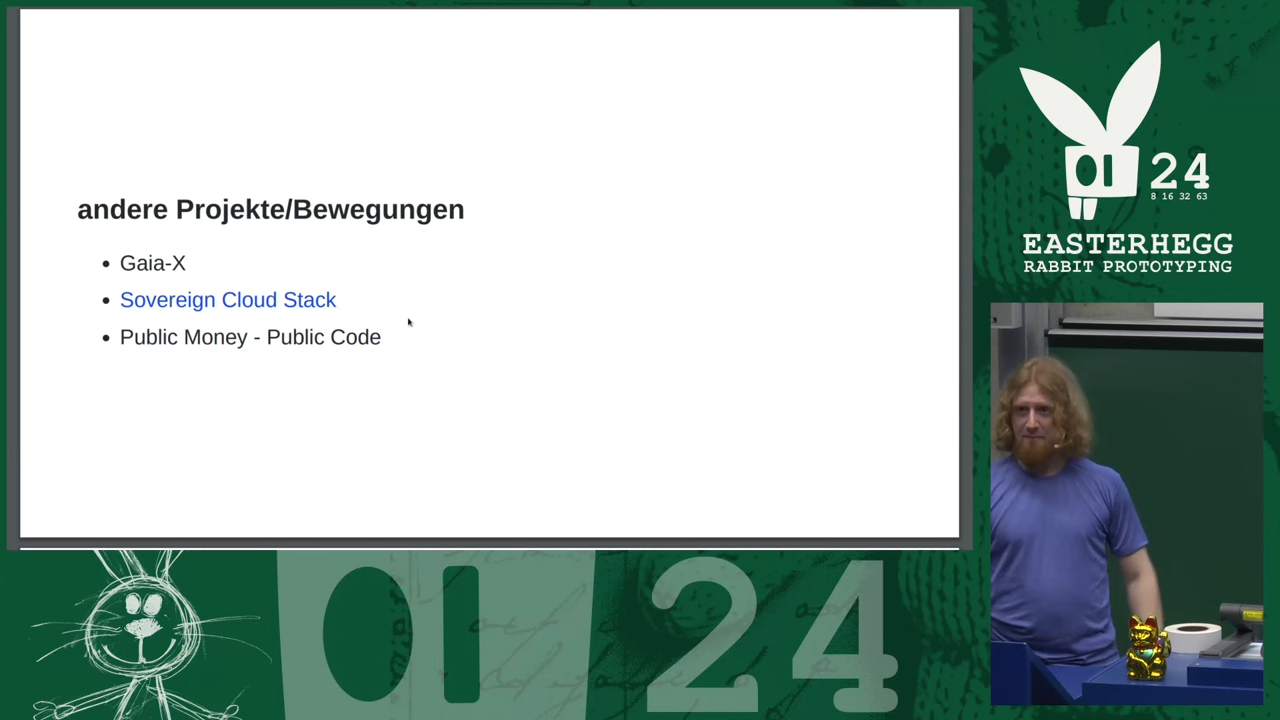 andere Projekte/Bewegungen
Gaia-X
Sovereign Cloud Stack
Public Money - Public Code
24
8 16 32 63
EASTERHEGG
RABBIT PROTOTYPING
24